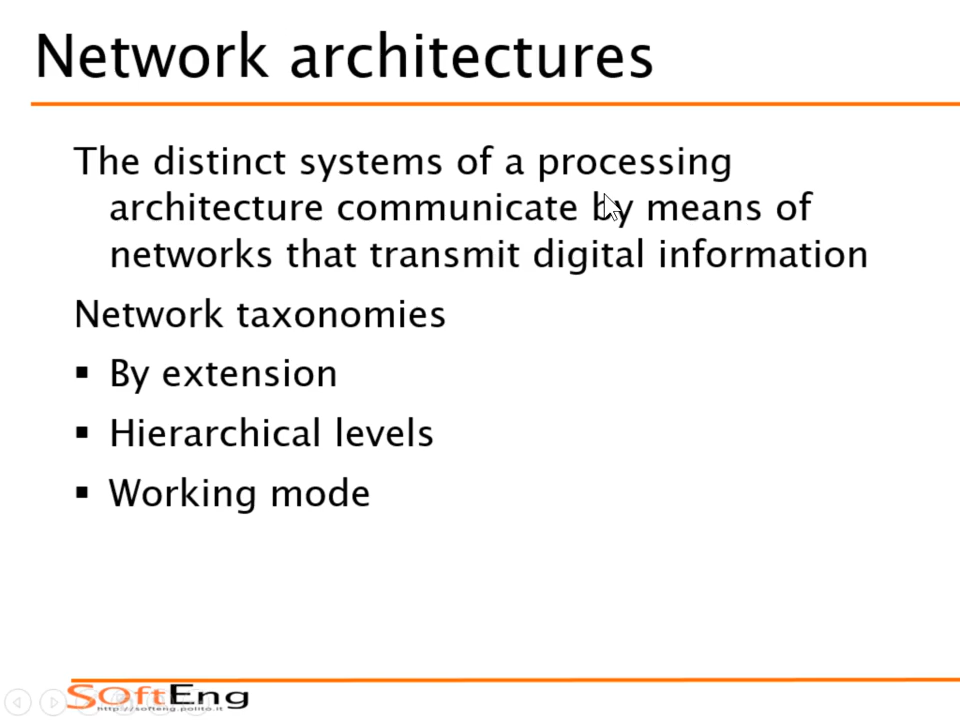 Network architectures
The distinct systems of a processing
architecture communicate by means of
networks that transmit digital information
Network taxonomies
▪ By extension
▪ Hierarchical levels
▪ Working mode
SoftEng
http://softeng.polito.it